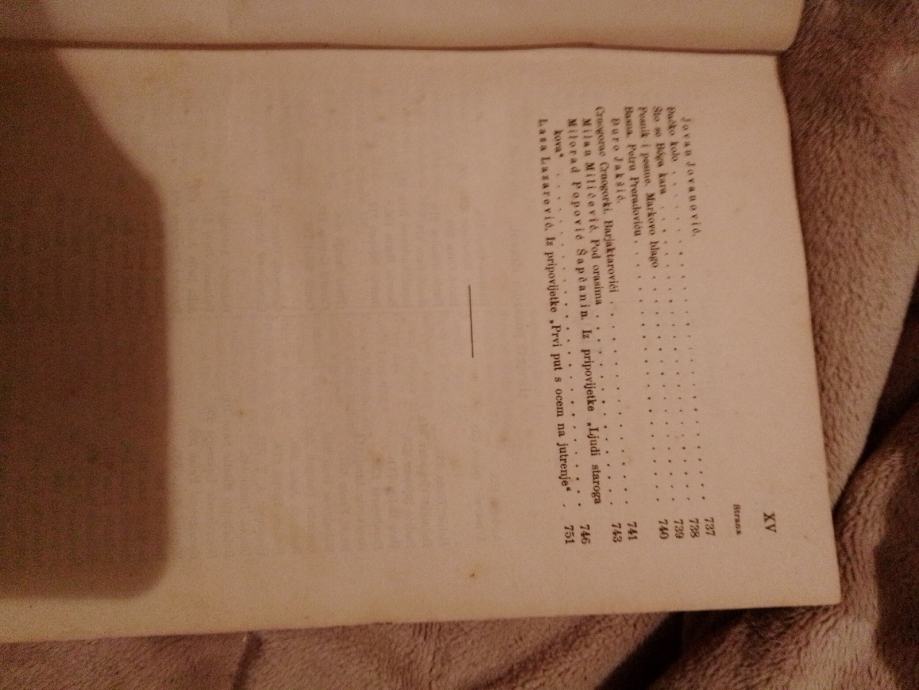 XV
Strana
Jovan Jovanović.
Đačko kolo . . . . . . . . . . 737
Što se Bôga kara . . . . . . . . . . 738
Pesnik i pesme. Markovo blago . . . . . . . . . . 739
Basna. Petru Preradoviću . . . . . . . . . . 740
Đuro Jakšić.
Crnogorac Crnogorki. Barjaktarovići . . . . . . . . . . 741
Milan Milićević. Pod orasima . . . . . . . . . . 743
Milorad Popović Šapčanin. Iz pripovijetke „Ljudi staroga
kova“ . . . . . . . . . . 746
Laza Lazarević. Iz pripovijetke „Prvi put s ocem na jutrenje“ . 751